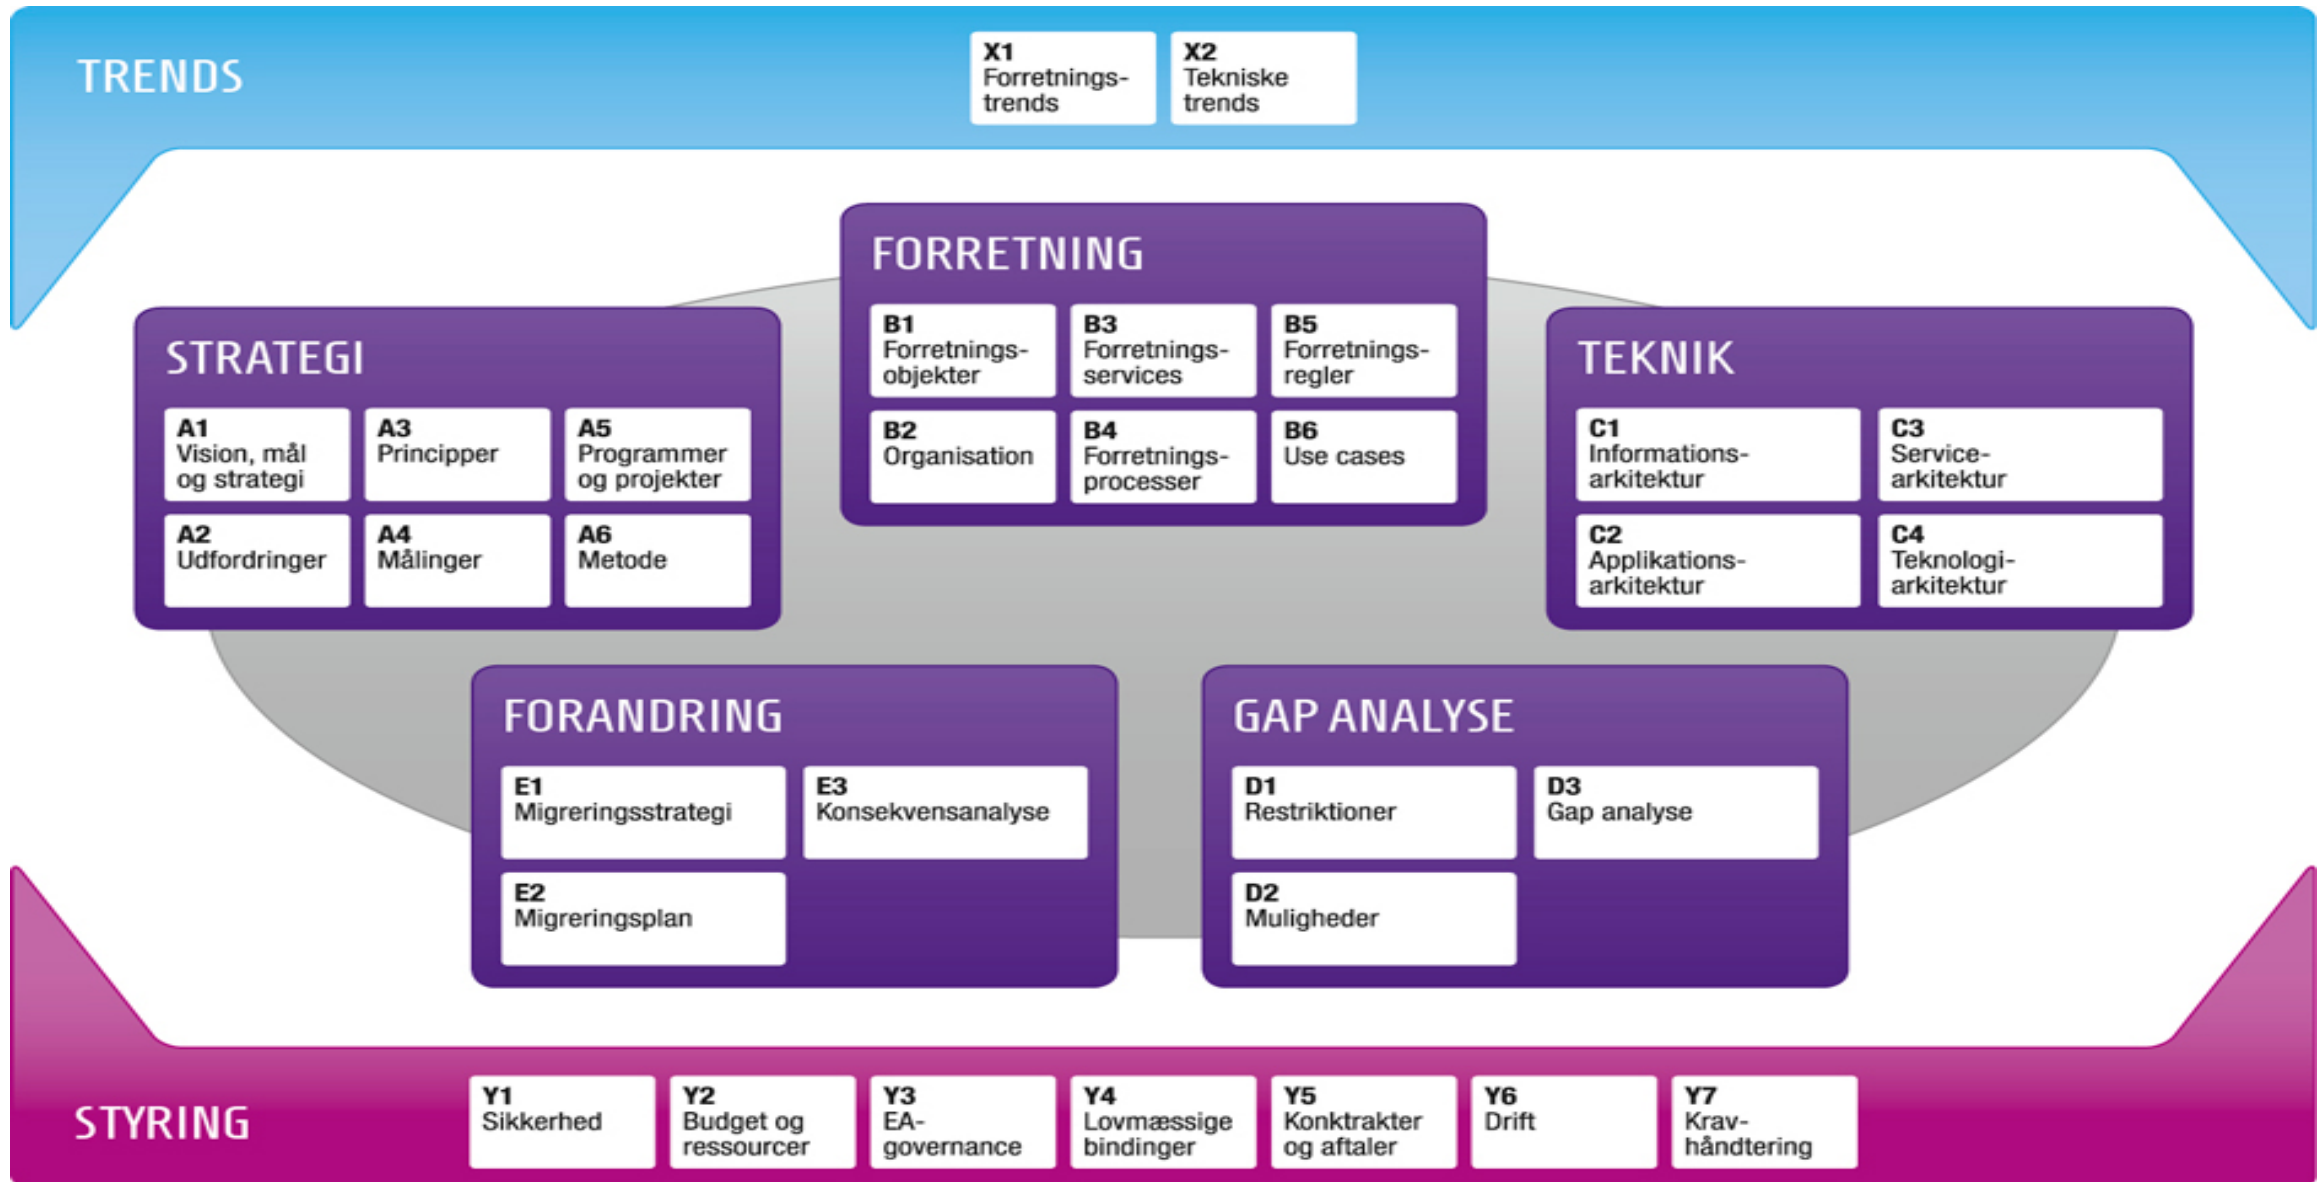 TRENDS
X1
Forretnings-
trends
X2
Tekniske
trends
STRATEGI
A1
Vision, mål
og strategi
A3
Principper
A5
Programmer
og projekter
A2
Udfordringer
A4
Målinger
A6
Metode
FORRETNING
B1
Forretnings-
objekter
B3
Forretnings-
services
B5
Forretnings-
regler
B2
Organisation
B4
Forretnings-
processer
B6
Use cases
TEKNIK
C1
Informations-
arkitektur
C3
Service-
arkitektur
C2
Applikations-
arkitektur
C4
Teknologi-
arkitektur
FORANDRING
E1
Migreringsstrategi
E3
Konsekvensanalyse
E2
Migreringsplan
GAP ANALYSE
D1
Restriktioner
D3
Gap analyse
D2
Muligheder
STYRING
Y1
Sikkerhed
Y2
Budget og
ressourcer
Y3
EA-
governance
Y4
Lovmæssige
bindinger
Y5
Konktrakter
og aftaler
Y6
Drift
Y7
Krav-
håndtering